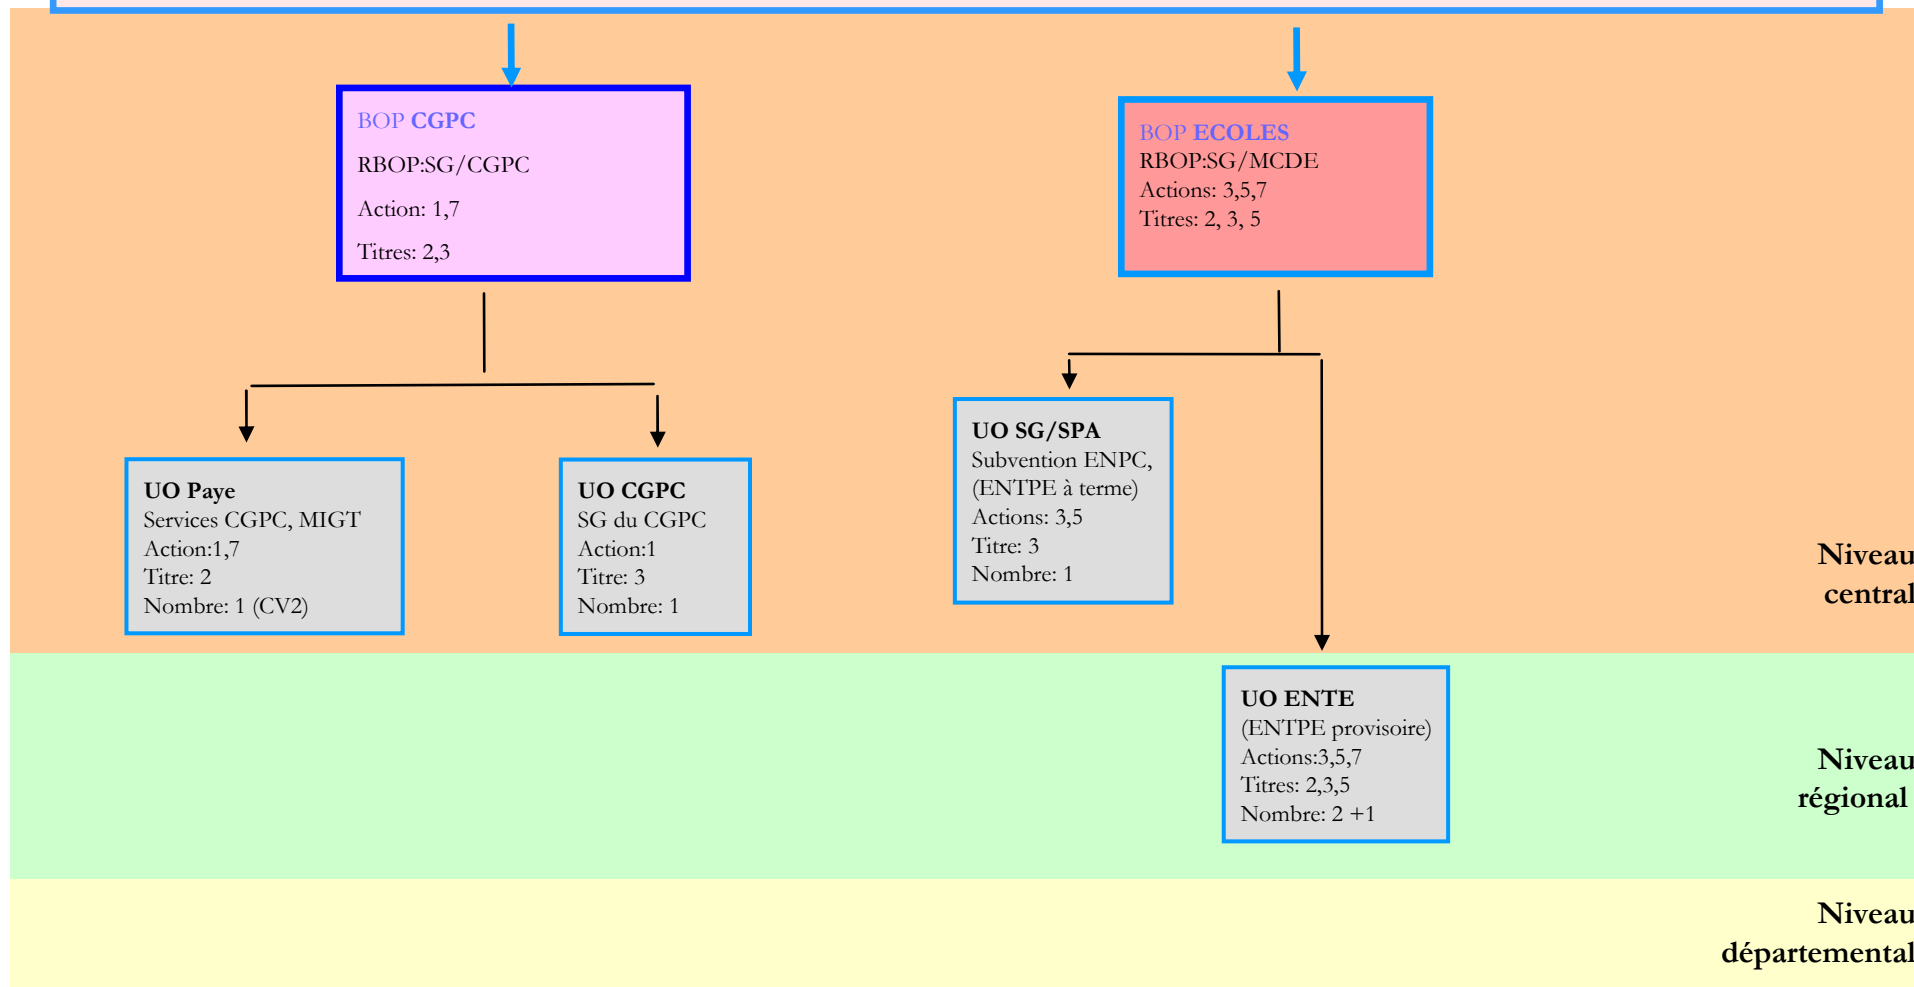 BOP CGPC
RBOP:SG/CGPC
Action: 1,7
Titres: 2,3
BOP ECOLES
RBOP:SG/MCDE
Actions: 3,5,7
Titres: 2, 3, 5
UO Paye
Services CGPC, MIGT
Action:1,7
Titre: 2
Nombre: 1 (CV2)
UO CGPC
SG du CGPC
Action:1
Titre: 3
Nombre: 1
UO SG/SPA
Subvention ENPC,
(ENTPE à terme)
Actions: 3,5
Titre: 3
Nombre: 1
Niveau
central
UO ENTE
(ENTPE provisoire)
Actions:3,5,7
Titres: 2,3,5
Nombre: 2 +1
Niveau
régional
Niveau
départemental